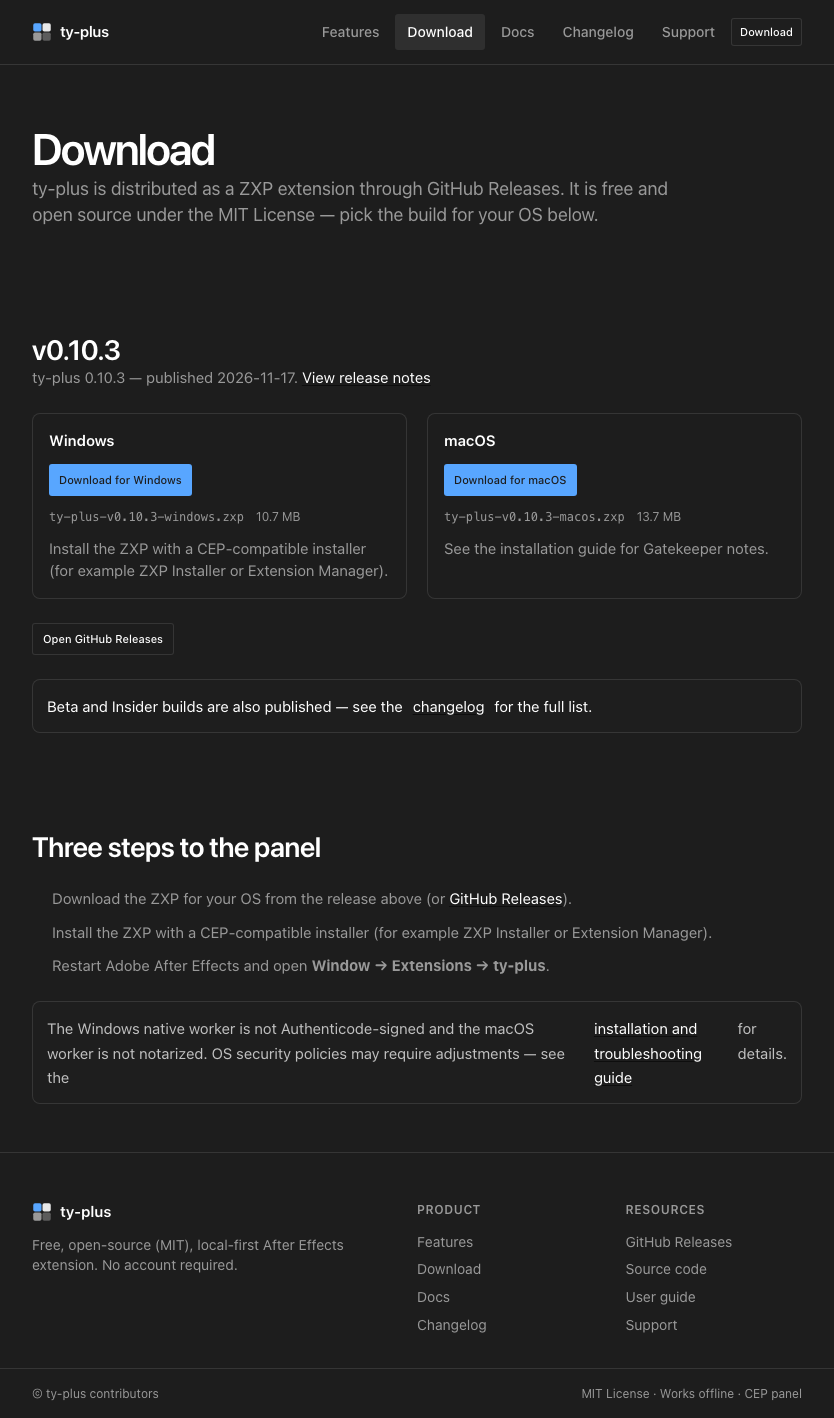 ty-plus
Features
Download
Docs
Changelog
Support
Download
Download
ty-plus is distributed as a ZXP extension through GitHub Releases. It is free and
open source under the MIT License — pick the build for your OS below.
v0.10.3
ty-plus 0.10.3 — published 2026-11-17. View release notes
Windows
Download for Windows
ty-plus-v0.10.3-windows.zxp 10.7 MB
Install the ZXP with a CEP-compatible installer
(for example ZXP Installer or Extension Manager).
macOS
Download for macOS
ty-plus-v0.10.3-macos.zxp 13.7 MB
See the installation guide for Gatekeeper notes.
Open GitHub Releases
Beta and Insider builds are also published — see the changelog for the full list.
Three steps to the panel
Download the ZXP for your OS from the release above (or GitHub Releases).
Install the ZXP with a CEP-compatible installer (for example ZXP Installer or Extension Manager).
Restart Adobe After Effects and open Window → Extensions → ty-plus.
The Windows native worker is not Authenticode-signed and the macOS
worker is not notarized. OS security policies may require adjustments — see
the
installation and
troubleshooting
guide
for
details.
ty-plus
Free, open-source (MIT), local-first After Effects
extension. No account required.
PRODUCT
Features
Download
Docs
Changelog
RESOURCES
GitHub Releases
Source code
User guide
Support
© ty-plus contributors
MIT License · Works offline · CEP panel